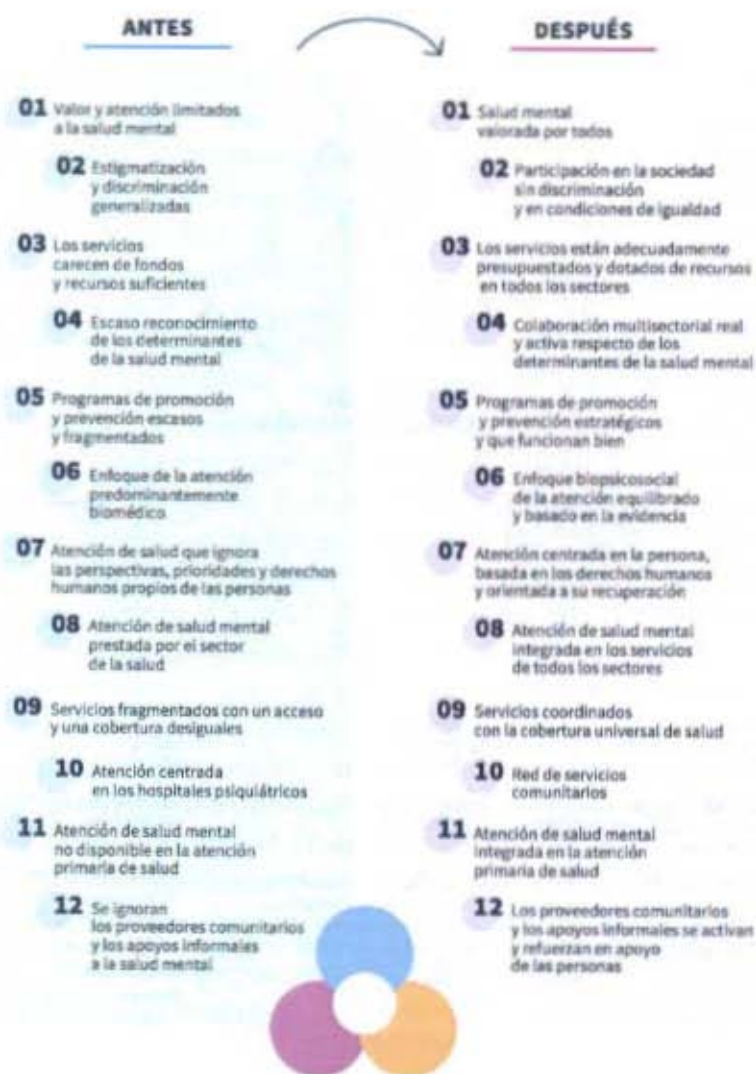 ANTES
01 Valor y atención limitados
a la salud mental
02 Estigmatización
y discriminación
generalizadas
03 Los servicios
carecen de fondos
y recursos suficientes
04 Escaso reconocimiento
de los determinantes
de la salud mental
05 Programas de promoción
y prevención escasos
y fragmentados
06 Enfoque de la atención
predominantemente
biomédico
07 Atención de salud que ignora
las perspectivas, prioridades y derechos
humanos propios de las personas
08 Atención de salud mental
prestada por el sector
de la salud
09 Servicios fragmentados con un acceso
y una cobertura desiguales
10 Atención centrada
en los hospitales psiquiátricos
11 Atención de salud mental
no disponible en la atención
primaria de salud
12 Se ignoran
los proveedores comunitarios
y los apoyos informales
a la salud mental
DESPUÉS
01 Salud mental
valorada por todos
02 Participación en la sociedad
sin discriminación
y en condiciones de igualdad
03 Los servicios están adecuadamente
presupuestados y dotados de recursos
en todos los sectores
04 Colaboración multisectorial real
y activa respecto de los
determinantes de la salud mental
05 Programas de promoción
y prevención estratégicos
y que funcionan bien
06 Enfoque biopsicosocial
de la atención equilibrado
y basado en la evidencia
07 Atención centrada en la persona,
basada en los derechos humanos
y orientada a su recuperación
08 Atención de salud mental
integrada en los servicios
de todos los sectores
09 Servicios coordinados
con la cobertura universal de salud
10 Red de servicios
comunitarios
11 Atención de salud mental
integrada en la atención
primaria de salud
12 Los proveedores comunitarios
y los apoyos informales se activan
y refuerzan en apoyo
de las personas